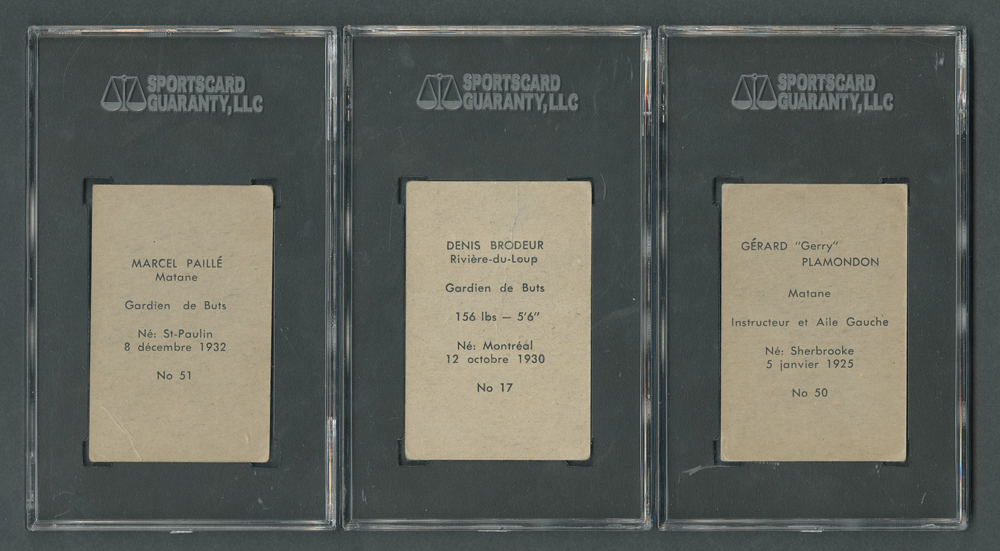 SPORTSCARD
GUARANTY, LLC
MARCEL PAILLÉ
Matane
Gardien de Buts
Né: St-Paulin
8 décembre 1932
No 51
SPORTSCARD
GUARANTY, LLC
DENIS BRODEUR
Rivière-du-Loup
Gardien de Buts
156 lbs — 5'6"
Né: Montréal
12 octobre 1930
No 17
SPORTSCARD
GUARANTY, LLC
GÉRARD "Gerry"
PLAMONDON
Matane
Instructeur et Aile Gauche
Né: Sherbrooke
5 janvier 1925
No 50